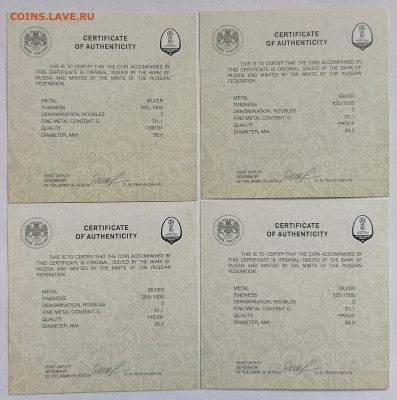 COINS.LAVE.RU
CERTIFICATE
OF AUTHENTICITY
THIS IS TO CERTIFY THAT THE COIN ACCOMPANIED BY
THIS CERTIFICATE IS ORIGINAL, ISSUED BY THE BANK OF
RUSSIA AND MINTED BY THE MINTS OF THE RUSSIAN
FEDERATION.
METAL SILVER
FINENESS 925/1000
DENOMINATION, ROUBLES 3
FINE METAL CONTENT, G 31,1
QUALITY PROOF
DIAMETER, MM 39,0
FIRST DEPUTY
GOVERNOR
OF THE BANK OF RUSSIA
CERTIFICATE
OF AUTHENTICITY
THIS IS TO CERTIFY THAT THE COIN ACCOMPANIED BY
THIS CERTIFICATE IS ORIGINAL, ISSUED BY THE BANK OF
RUSSIA AND MINTED BY THE MINTS OF THE RUSSIAN
FEDERATION.
METAL SILVER
FINENESS 925/1000
DENOMINATION, ROUBLES 3
FINE METAL CONTENT, G 31,1
QUALITY PROOF
DIAMETER, MM 39,0
FIRST DEPUTY
GOVERNOR
OF THE BANK OF RUSSIA
CERTIFICATE
OF AUTHENTICITY
THIS IS TO CERTIFY THAT THE COIN ACCOMPANIED BY
THIS CERTIFICATE IS ORIGINAL, ISSUED BY THE BANK OF
RUSSIA AND MINTED BY THE MINTS OF THE RUSSIAN
FEDERATION.
METAL SILVER
FINENESS 925/1000
DENOMINATION, ROUBLES 3
FINE METAL CONTENT, G 31,1
QUALITY PROOF
DIAMETER, MM 39,0
FIRST DEPUTY
GOVERNOR
OF THE BANK OF RUSSIA
CERTIFICATE
OF AUTHENTICITY
THIS IS TO CERTIFY THAT THE COIN ACCOMPANIED BY
THIS CERTIFICATE IS ORIGINAL, ISSUED BY THE BANK OF
RUSSIA AND MINTED BY THE MINTS OF THE RUSSIAN
FEDERATION.
METAL SILVER
FINENESS 925/1000
DENOMINATION, ROUBLES 3
FINE METAL CONTENT, G 31,1
QUALITY PROOF
DIAMETER, MM 39,0
FIRST DEPUTY
GOVERNOR
OF THE BANK OF RUSSIA